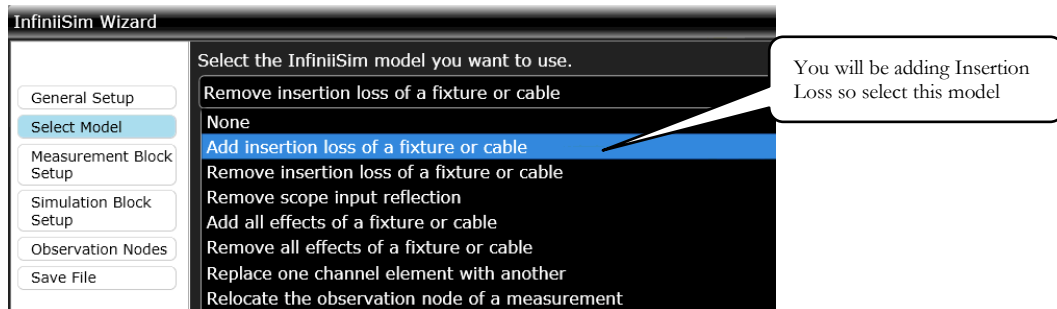 InfiniiSim Wizard
General Setup
Select Model
Measurement Block
Setup
Simulation Block
Setup
Observation Nodes
Save File
Select the InfiniiSim model you want to use.
Remove insertion loss of a fixture or cable
None
Add insertion loss of a fixture or cable
Remove insertion loss of a fixture or cable
Remove scope input reflection
Add all effects of a fixture or cable
Remove all effects of a fixture or cable
Replace one channel element with another
Relocate the observation node of a measurement
You will be adding Insertion
Loss so select this model